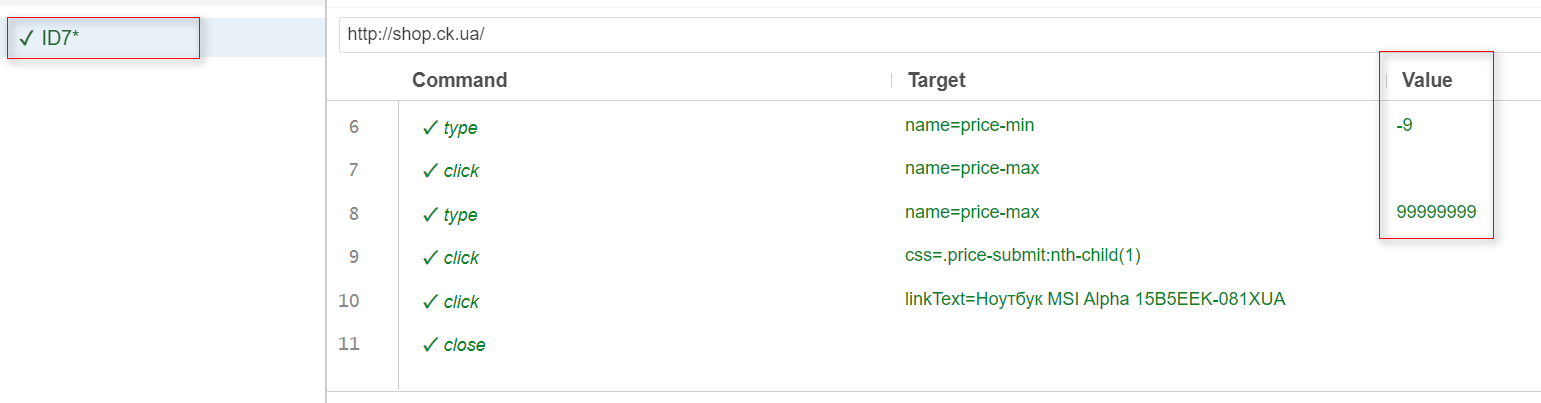 ✓ ID7*
http://shop.ck.ua/
Command Target Value
6 ✓ type name=price-min -9
7 ✓ click name=price-max
8 ✓ type name=price-max 99999999
9 ✓ click css=.price-submit:nth-child(1)
10 ✓ click linkText=Ноутбук MSI Alpha 15B5EEK-081XUA
11 ✓ close